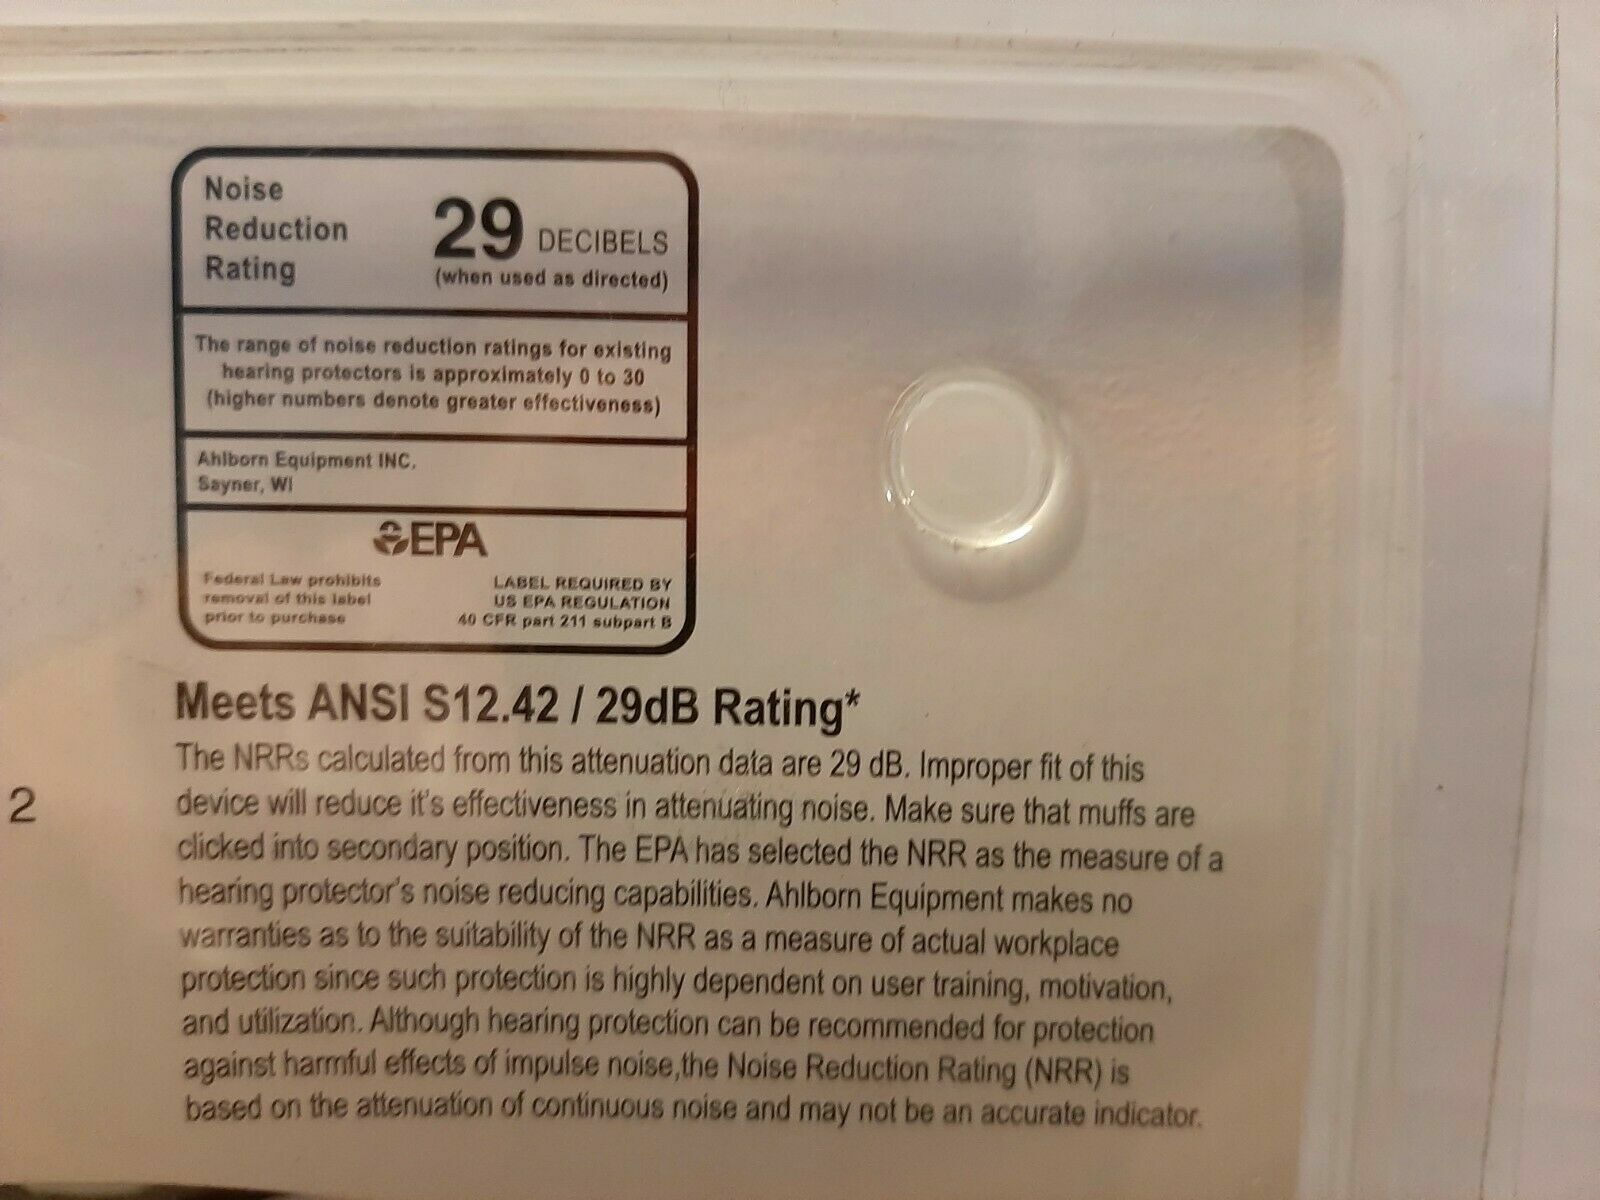 Noise
Reduction
Rating
29 DECIBELS
(when used as directed)
The range of noise reduction ratings for existing
hearing protectors is approximately 0 to 30
(higher numbers denote greater effectiveness)
Ahlborn Equipment INC.
Sayner, WI
EPA
Federal Law prohibits
removal of this label
prior to purchase
LABEL REQUIRED BY
US EPA REGULATION
40 CFR part 211 subpart B
Meets ANSI S12.42 / 29dB Rating*
The NRRs calculated from this attenuation data are 29 dB. Improper fit of this
device will reduce it's effectiveness in attenuating noise. Make sure that muffs are
clicked into secondary position. The EPA has selected the NRR as the measure of a
hearing protector's noise reducing capabilities. Ahlborn Equipment makes no
warranties as to the suitability of the NRR as a measure of actual workplace
protection since such protection is highly dependent on user training, motivation,
and utilization. Although hearing protection can be recommended for protection
against harmful effects of impulse noise,the Noise Reduction Rating (NRR) is
based on the attenuation of continuous noise and may not be an accurate indicator.
2